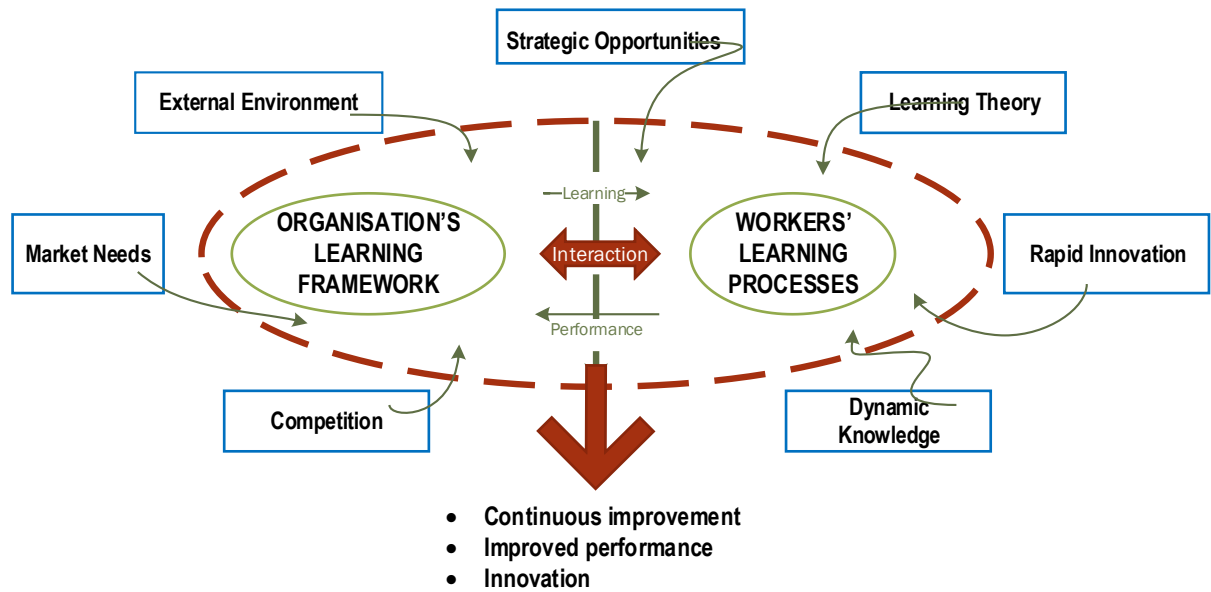 Strategic Opportunities
External Environment
Learning Theory
Learning
ORGANISATION’S
LEARNING
FRAMEWORK
WORKERS’
LEARNING
PROCESSES
Market Needs
Interaction
Rapid Innovation
Performance
Competition
Dynamic
Knowledge
• Continuous improvement
• Improved performance
• Innovation